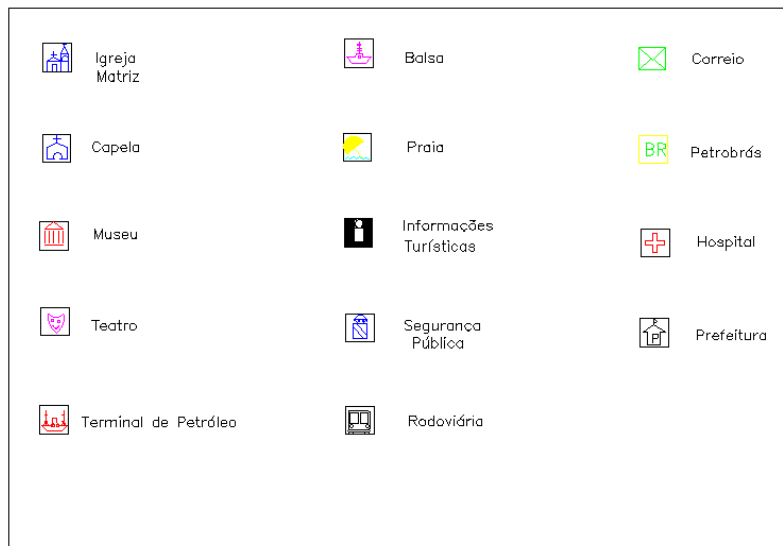 Igreja
Matriz
Capela
Museu
Teatro
Terminal de Petróleo
Balsa
Praia
Informações
Turísticas
Segurança
Pública
Rodoviária
Correio
BR Petrobrás
Hospital
P Prefeitura